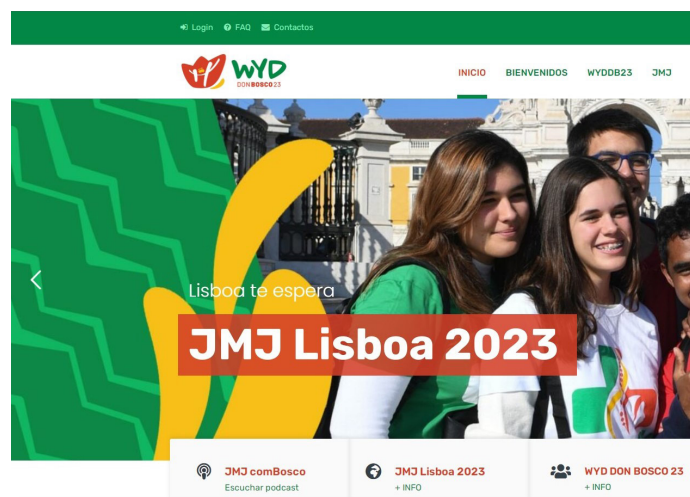 Login FAQ Contactos
WYD
DON BOSCO 23
INICIO BIENVENIDOS WYDDB23 JMJ
Lisboa te espera
JMJ Lisboa 2023
JMJ comBosco JMJ Lisboa 2023 WYD DON BOSCO 23
Escuchar podcast + INFO + INFO